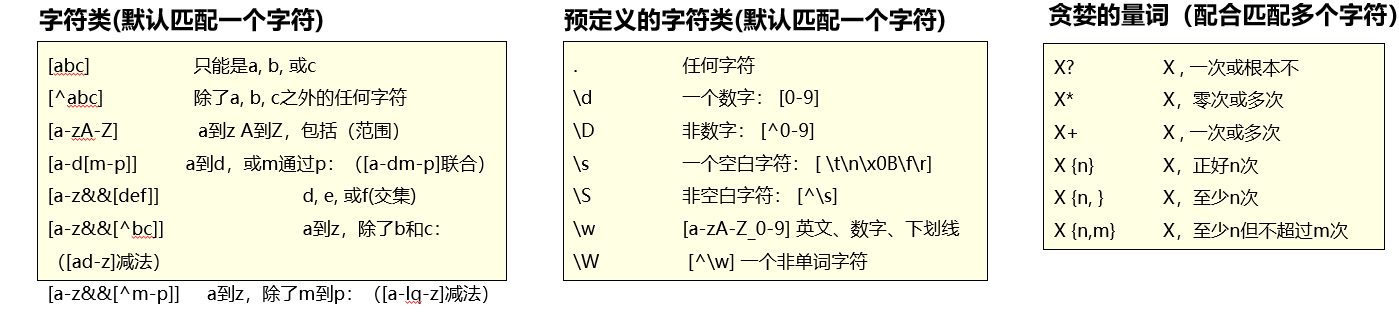 字符类(默认匹配一个字符)
[abc] 只能是a, b, 或c
[^abc] 除了a, b, c之外的任何字符
[a-zA-Z] a到z A到Z，包括（范围）
[a-d[m-p]] a到d，或m通过p：（[a-dm-p]联合）
[a-z&&[def]] d, e, 或f(交集)
[a-z&&[^bc]] a到z，除了b和c：
（[ad-z]减法）
[a-z&&[^m-p]] a到z，除了m到p：（[a-lq-z]减法）
预定义的字符类(默认匹配一个字符)
. 任何字符
\d 一个数字： [0-9]
\D 非数字： [^0-9]
\s 一个空白字符： [ \t\n\x0B\f\r]
\S 非空白字符： [^\s]
\w [a-zA-Z_0-9] 英文、数字、下划线
\W [^\w] 一个非单词字符
贪婪的量词（配合匹配多个字符)
X? X , 一次或根本不
X* X，零次或多次
X+ X , 一次或多次
X {n} X，正好n次
X {n, } X，至少n次
X {n,m} X，至少n但不超过m次